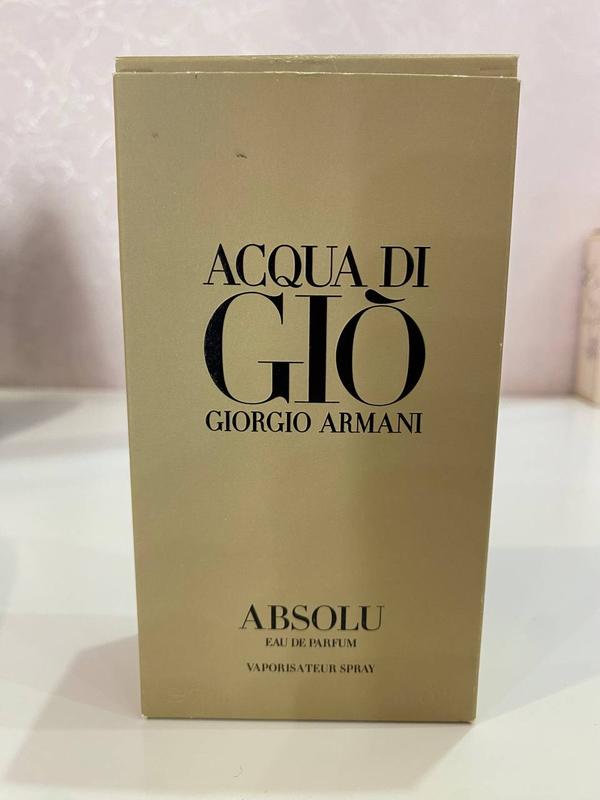 ACQUA DI
GIÒ
GIORGIO ARMANI
ABSOLU
EAU DE PARFUM
VAPORISATEUR SPRAY